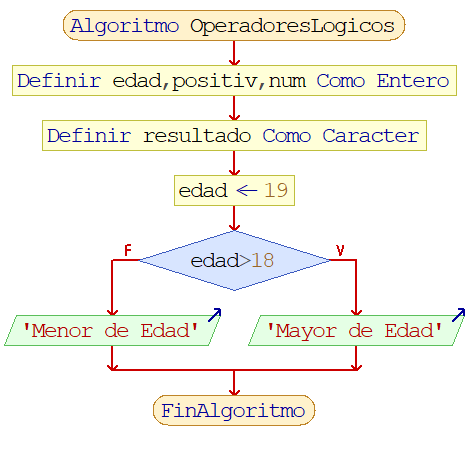 Algoritmo OperadoresLogicos
Definir edad,positiv,num Como Entero
Definir resultado Como Caracter
edad ← 19
edad>18
F
V
'Menor de Edad'
'Mayor de Edad'
FinAlgoritmo